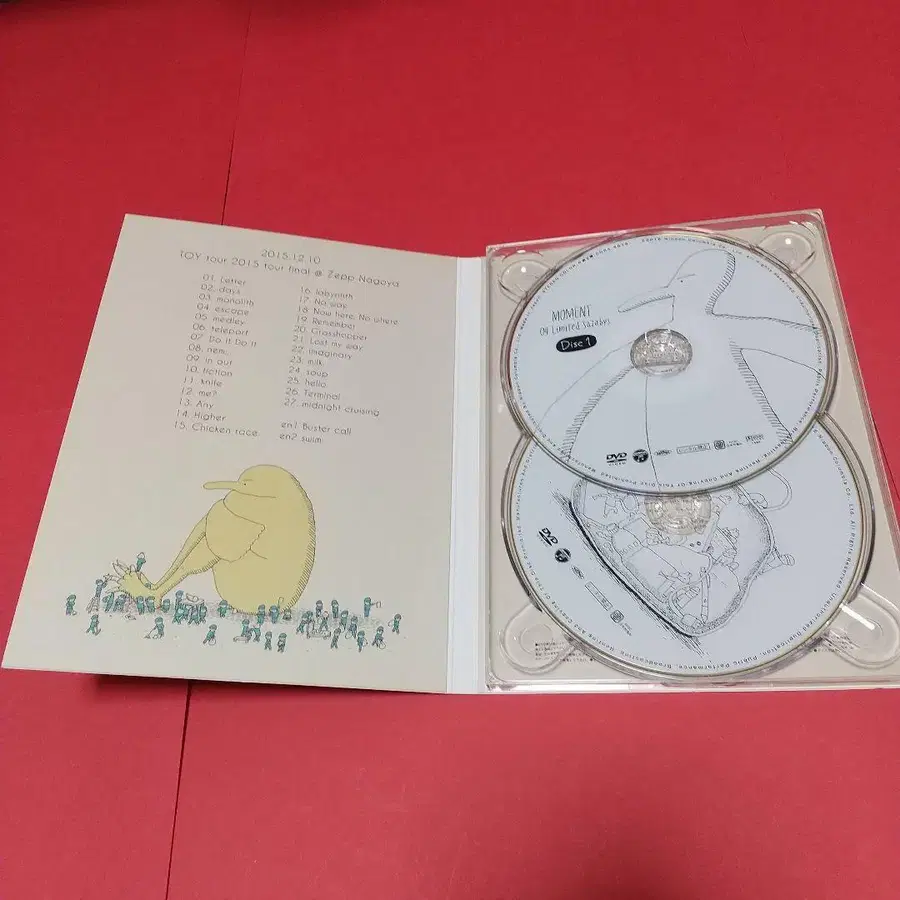 2015.12.10
TOY tour 2015 tour final @ Zepp Nagoya
01. Letter
02. days
03. monolith
04. escape
05. medley
06. teleport
07. Do it Do it
08. nem...
09. in out
10. fiction
11. knife
12. me?
13. Any
14. Higher
15. Chicken race
16. labyrinth
17. No way
18. Now here, No where
19. Remember
20. Grasshopper
21. Lost my way
22. imaginary
23. milk
24. soup
25. hello
26. Terminal
27. midnight cruising
en1 Buster call
en2 swim
MOMENT
04 Limited Sazabys
Disc 1
DVD
VIDEO
DVD